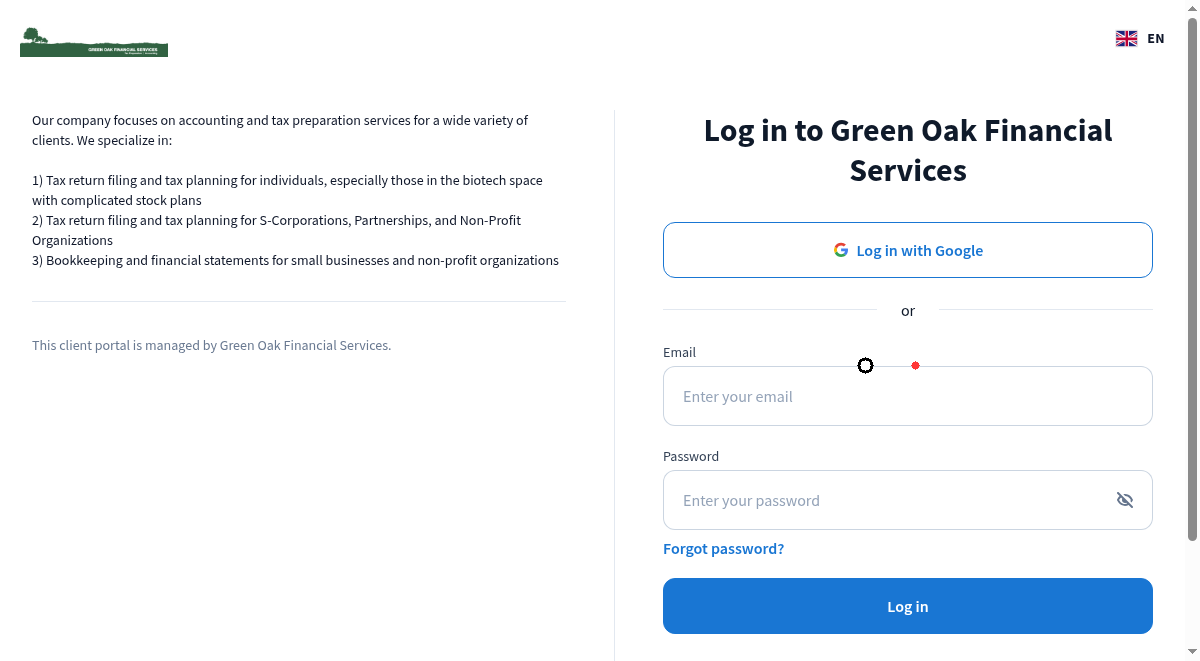 GREEN OAK FINANCIAL SERVICES
EN
Our company focuses on accounting and tax preparation services for a wide variety of
clients. We specialize in:
1) Tax return filing and tax planning for individuals, especially those in the biotech space
with complicated stock plans
2) Tax return filing and tax planning for S-Corporations, Partnerships, and Non-Profit
Organizations
3) Bookkeeping and financial statements for small businesses and non-profit organizations
This client portal is managed by Green Oak Financial Services.
Log in to Green Oak Financial
Services
Log in with Google
or
Email
Enter your email
Password
Enter your password
Forgot password?
Log in